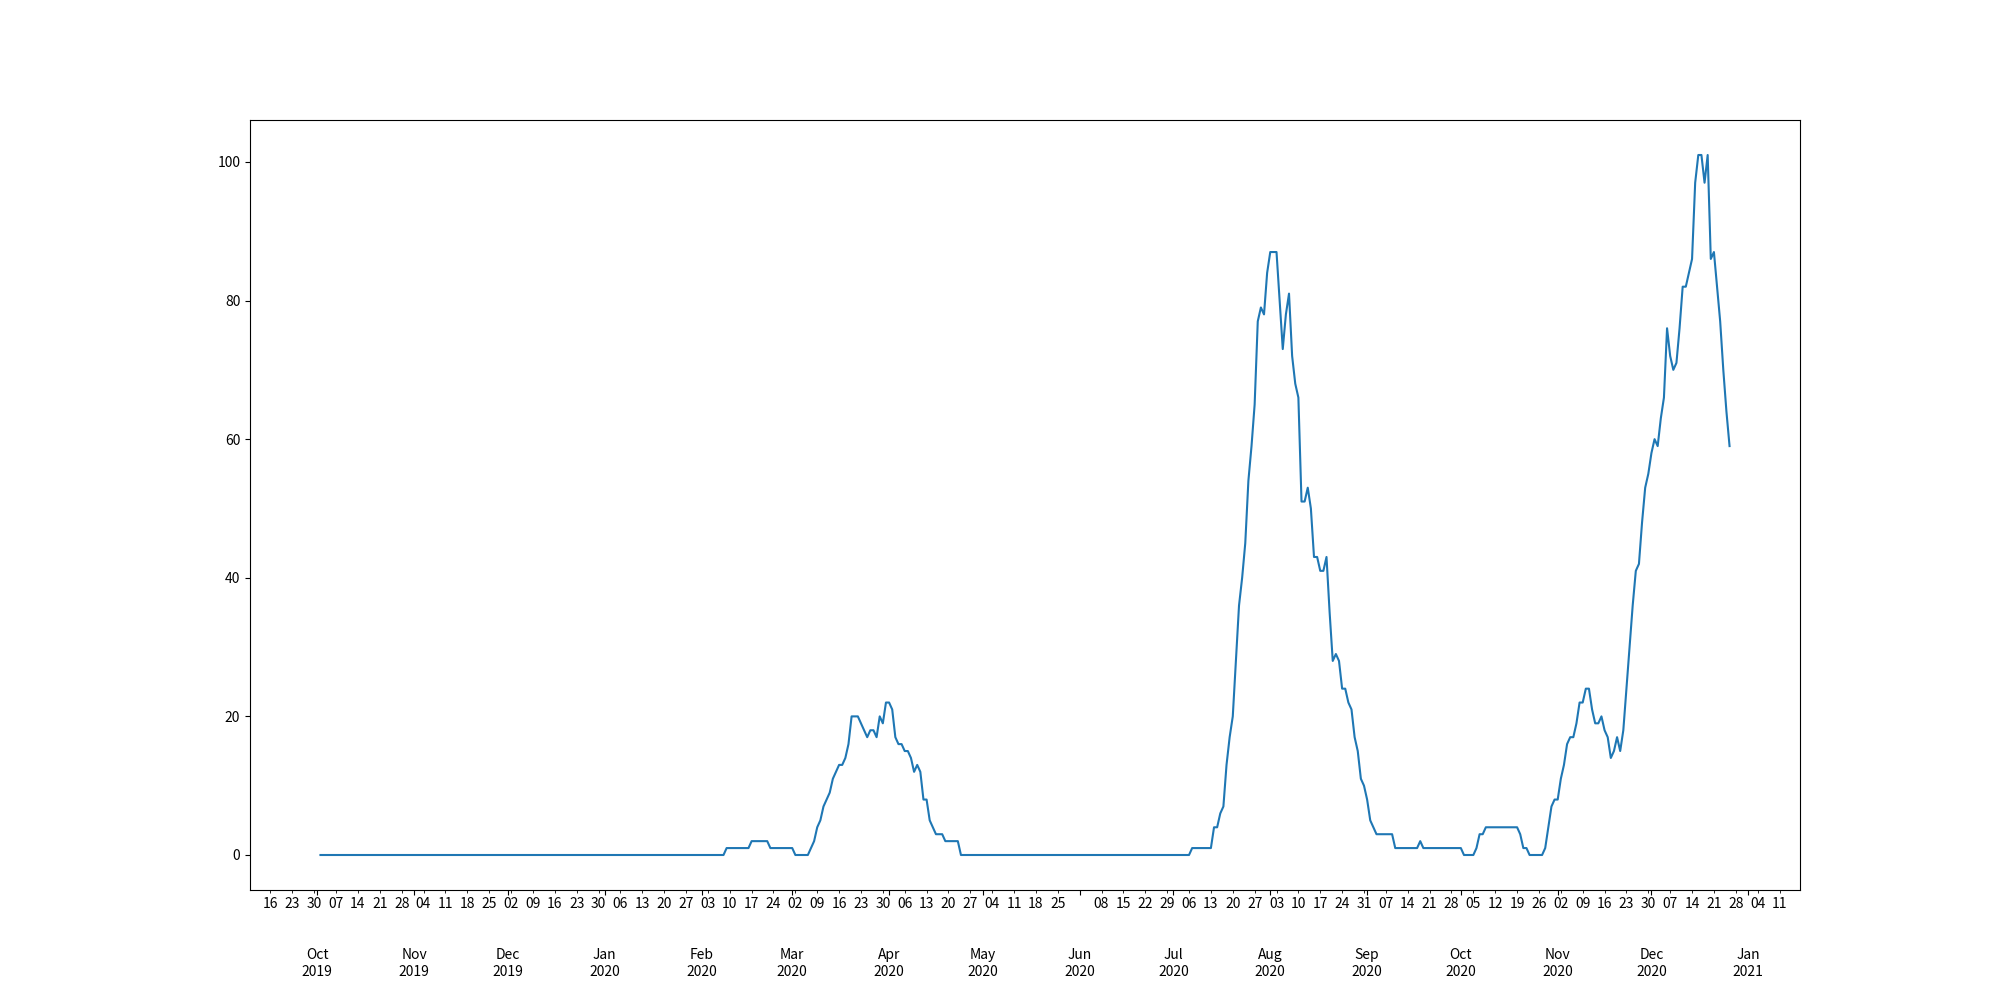 100
80
60
40
20
0
16 23 30 07 14 21 28 04 11 18 25 02 09 16 23 30 06 13 20 27 03 10 17 24 02 09 16 23 30 06 13 20 27 04 11 18 25 08 15 22 29 06 13 20 27 03 10 17 24 31 07 14 21 28 05 12 19 26 02 09 16 23 30 07 14 21 28 04 11
Oct Nov Dec Jan Feb Mar Apr May Jun Jul Aug Sep Oct Nov Dec Jan
2019 2019 2019 2020 2020 2020 2020 2020 2020 2020 2020 2020 2020 2020 2020 2021